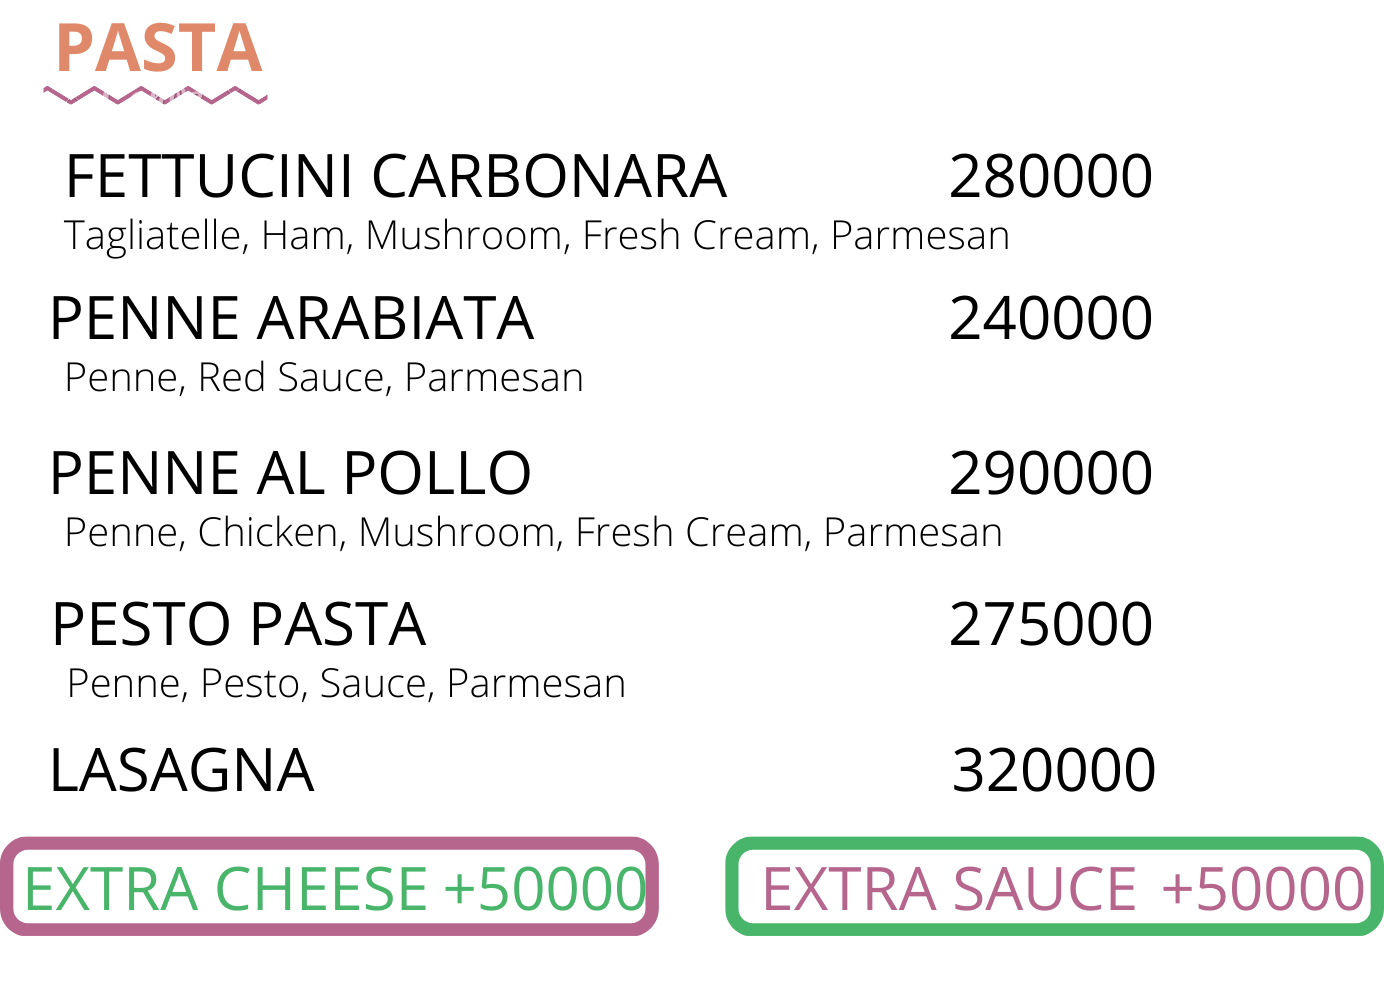 PASTA
FETTUCINI CARBONARA 280000
Tagliatelle, Ham, Mushroom, Fresh Cream, Parmesan
PENNE ARABIATA 240000
Penne, Red Sauce, Parmesan
PENNE AL POLLO 290000
Penne, Chicken, Mushroom, Fresh Cream, Parmesan
PESTO PASTA 275000
Penne, Pesto, Sauce, Parmesan
LASAGNA 320000
EXTRA CHEESE +50000 EXTRA SAUCE +50000